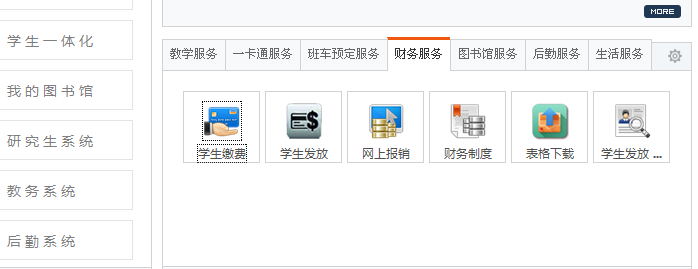 MORE
学生一体化
我的图书馆
研究生系统
教务系统
后勤系统
教学服务 一卡通服务 班车预定服务 财务服务 图书馆服务 后勤服务 生活服务
学生缴费 学生发放 网上报销 财务制度 表格下载 学生发放 ...